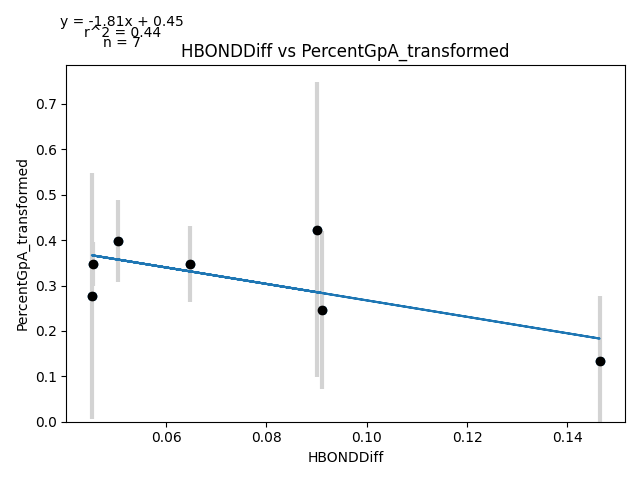 y = -1.81x + 0.45
r^2 = 0.44
n = 7
HBONDDiff vs PercentGpA_transformed
PercentGpA_transformed
0.7
0.6
0.5
0.4
0.3
0.2
0.1
0.0
0.06 0.08 0.10 0.12 0.14
HBONDDiff